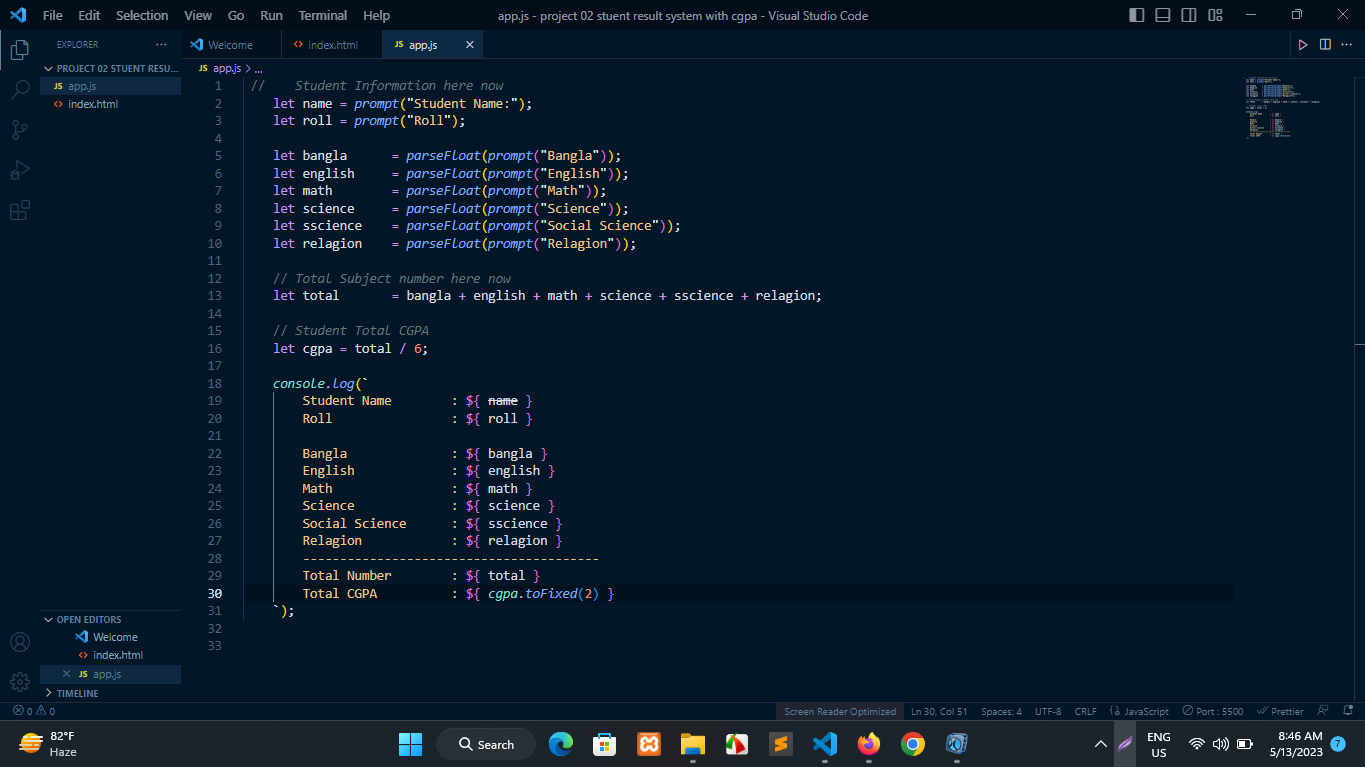 File Edit Selection View Go Run Terminal Help app.js - project 02 stuent result system with cgpa - Visual Studio Code
EXPLORER ··· Welcome <> index.html JS app.js ×
PROJECT 02 STUENT RESU...
JS app.js
<> index.html
JS app.js > ...
1 // Student Information here now
2 let name = prompt("Student Name:");
3 let roll = prompt("Roll");
4
5 let bangla = parseFloat(prompt("Bangla"));
6 let english = parseFloat(prompt("English"));
7 let math = parseFloat(prompt("Math"));
8 let science = parseFloat(prompt("Science"));
9 let sscience = parseFloat(prompt("Social Science"));
10 let relagion = parseFloat(prompt("Relagion"));
11
12 // Total Subject number here now
13 let total = bangla + english + math + science + sscience + relagion;
14
15 // Student Total CGPA
16 let cgpa = total / 6;
17
18 console.log(`
19 Student Name : ${ name }
20 Roll : ${ roll }
21
22 Bangla : ${ bangla }
23 English : ${ english }
24 Math : ${ math }
25 Science : ${ science }
26 Social Science : ${ sscience }
27 Relagion : ${ relagion }
28 ----------------------------------------
29 Total Number : ${ total }
30 Total CGPA : ${ cgpa.toFixed(2) }
31 `);
32
33
OPEN EDITORS
Welcome
<> index.html
× JS app.js
TIMELINE
0 0 Screen Reader Optimized Ln 30, Col 51 Spaces: 4 UTF-8 CRLF {} JavaScript Port : 5500 Prettier
82°F
Haze
Search
ENG
US
8:46 AM
5/13/2023
7